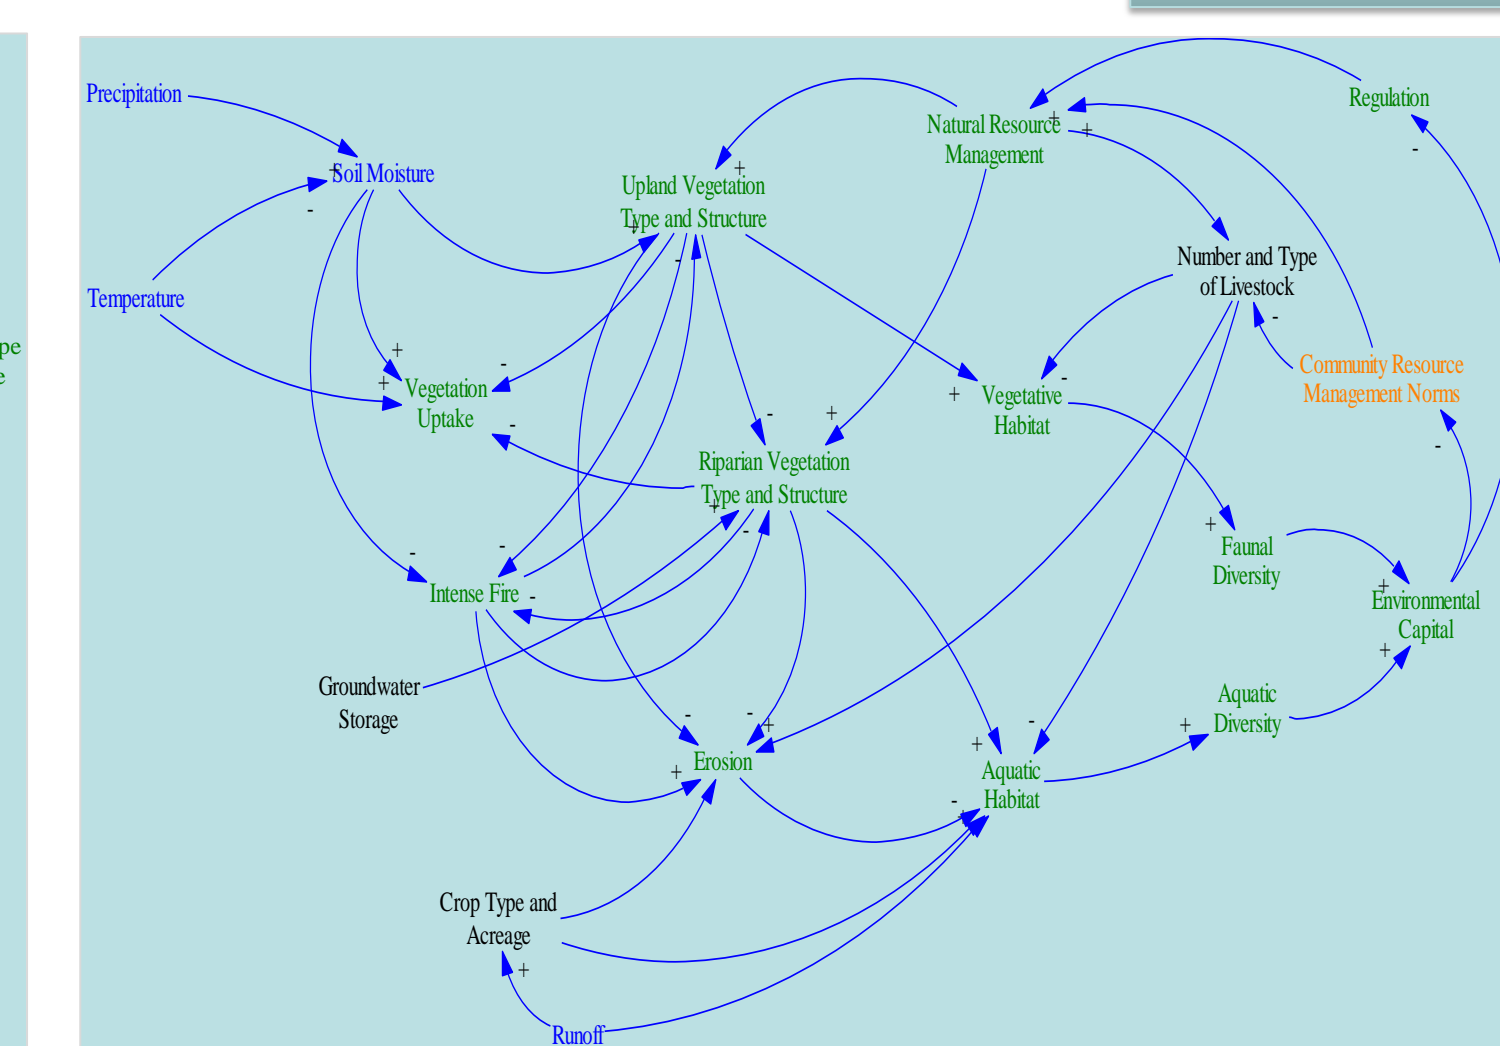 Precipitation
Regulation
Natural Resource
Management
Soil Moisture
Upland Vegetation
Type and Structure
Number and Type
of Livestock
Temperature
pe
e
Community Resource
Management Norms
Vegetation
Uptake
Vegetative
Habitat
Riparian Vegetation
Type and Structure
Faunal
Diversity
Intense Fire
Environmental
Capital
Groundwater
Storage
Aquatic
Diversity
Erosion
Aquatic
Habitat
Crop Type and
Acreage
Runoff